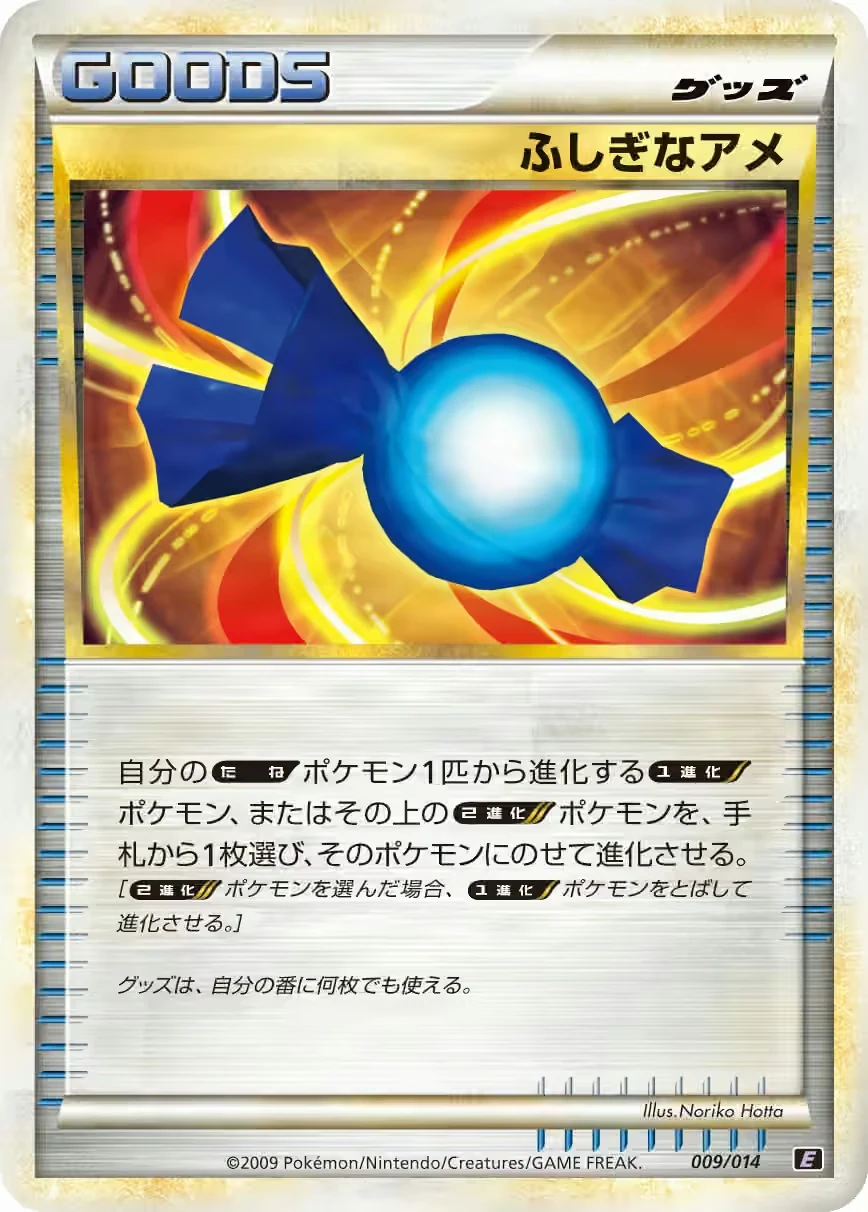 GOODS
グッズ
ふしぎなアメ
自分のたねポケモン1匹から進化する1進化
ポケモン、またはその上の2進化ポケモンを、手
札から1枚選び、そのポケモンにのせて進化させる。
[2進化ポケモンを選んだ場合、1進化ポケモンをとばして
進化させる。]
グッズは、自分の番に何枚でも使える。
Illus.Noriko Hotta
©2009 Pokémon/Nintendo/Creatures/GAME FREAK.
009/014
E